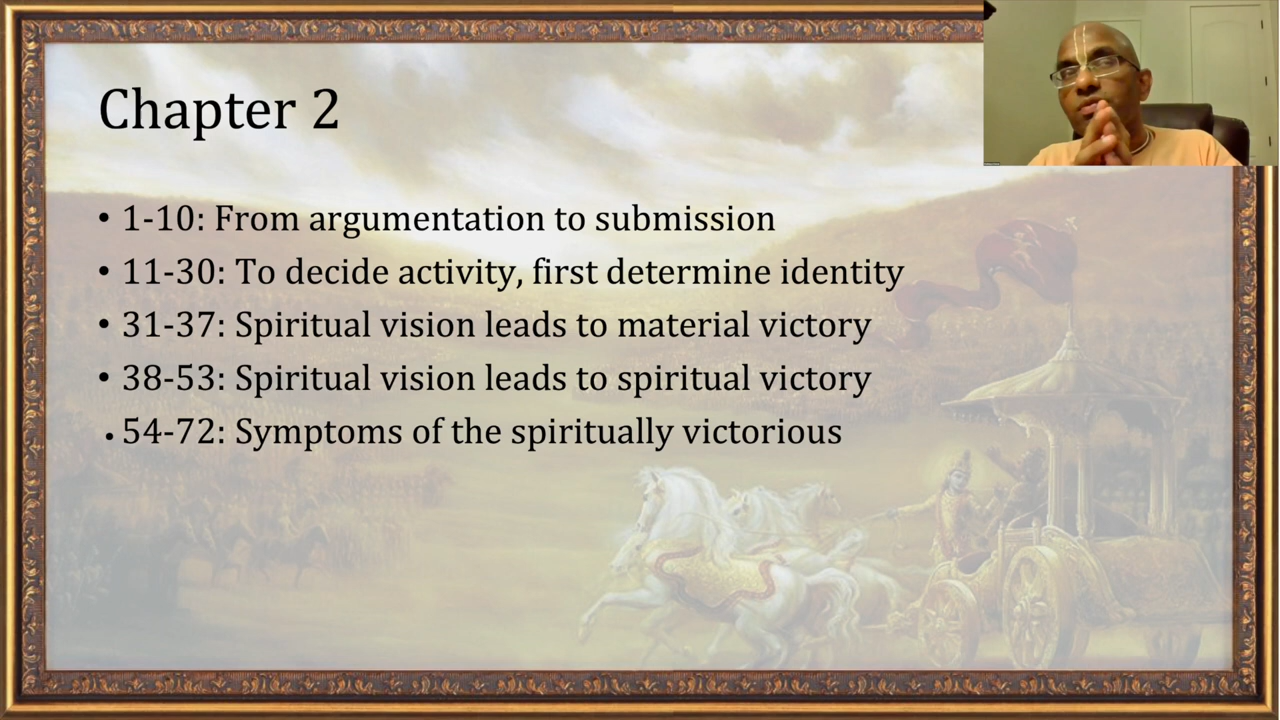 Chapter 2
• 1-10: From argumentation to submission
• 11-30: To decide activity, first determine identity
• 31-37: Spiritual vision leads to material victory
• 38-53: Spiritual vision leads to spiritual victory
• 54-72: Symptoms of the spiritually victorious